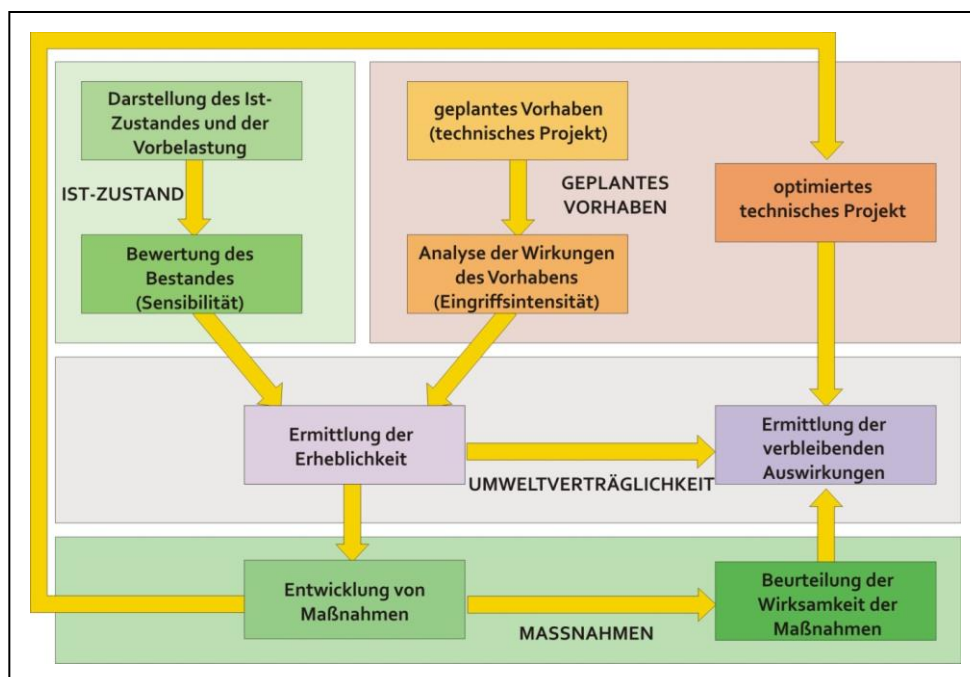 Darstellung des Ist-
Zustandes und der
Vorbelastung
IST-ZUSTAND
Bewertung des
Bestandes
(Sensibilität)
geplantes Vorhaben
(technisches Projekt)
GEPLANTES
VORHABEN
Analyse der Wirkungen
des Vorhabens
(Eingriffsintensität)
optimiertes
technisches Projekt
Ermittlung der
Erheblichkeit
UMWELTVERTRÄGLICHKEIT
Ermittlung der
verbleibenden
Auswirkungen
Entwicklung von
Maßnahmen
MASSNAHMEN
Beurteilung der
Wirksamkeit der
Maßnahmen